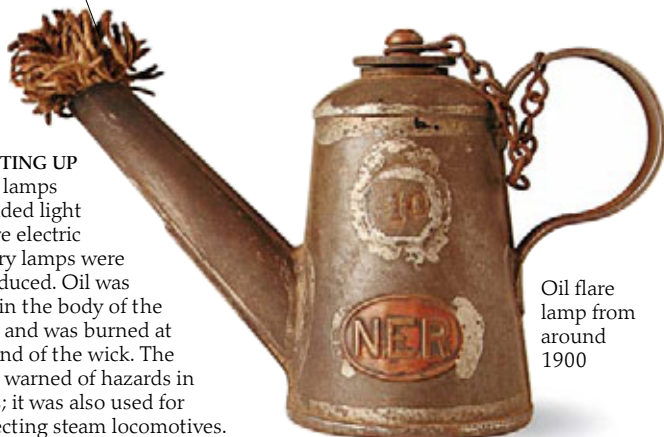 TING UP
lamps
ded light
e electric
ry lamps were
duced. Oil was
in the body of the
and was burned at
nd of the wick. The
warned of hazards in
; it was also used for
ecting steam locomotives.
10
NER
Oil flare
lamp from
around
1900